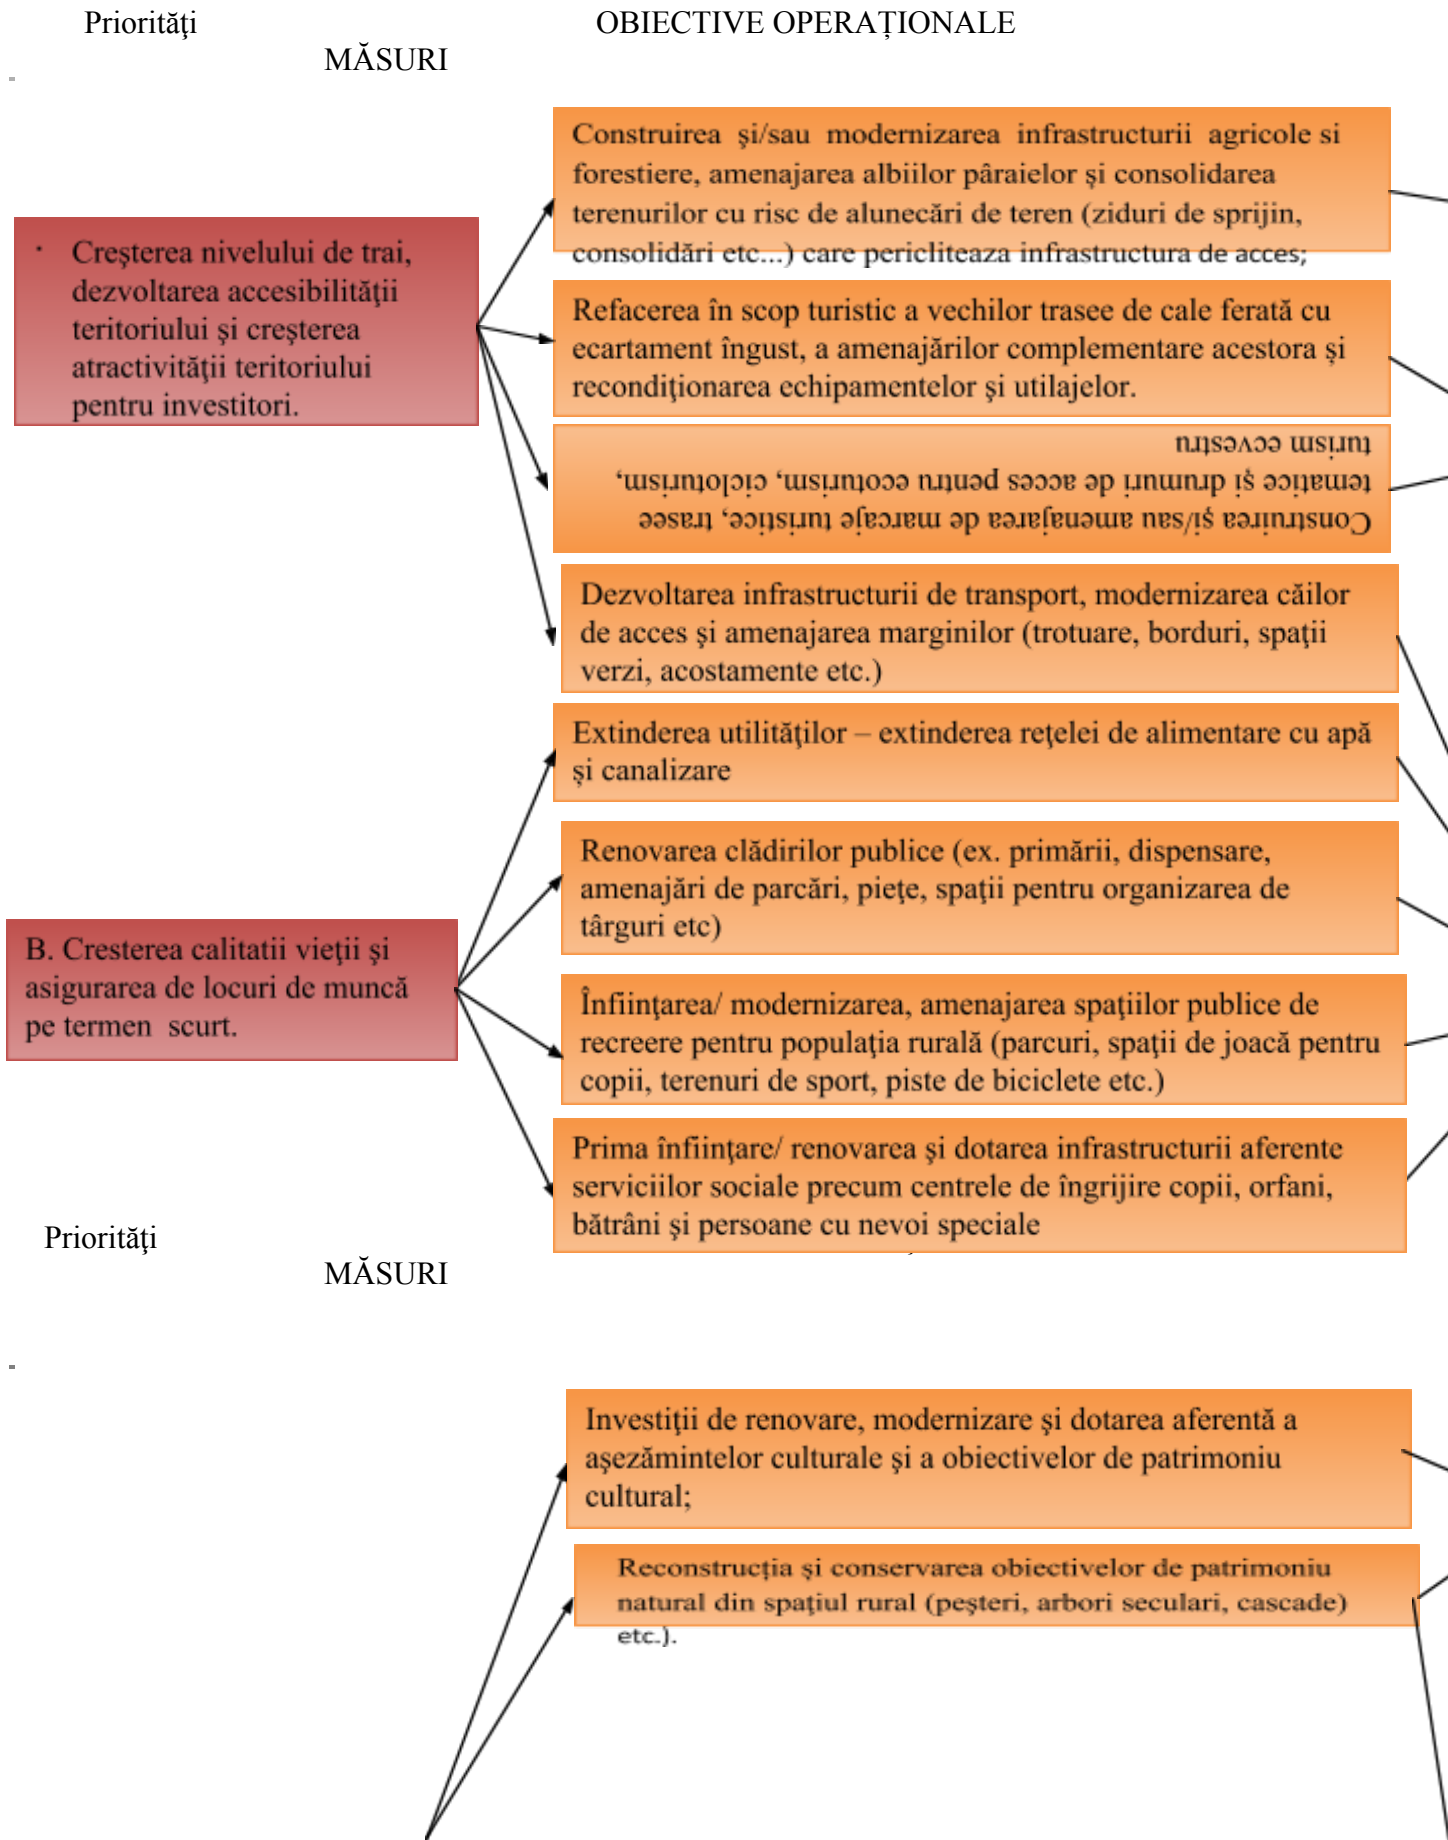 Priorităţi OBIECTIVE OPERAȚIONALE
MĂSURI
Construirea şi/sau modernizarea infrastructurii agricole si
forestiere, amenajarea albiilor pâraielor și consolidarea
terenurilor cu risc de alunecări de teren (ziduri de sprijin,
consolidări etc...) care pericliteaza infrastructura de acces;
· Creşterea nivelului de trai,
dezvoltarea accesibilităţii
teritoriului şi creşterea
atractivităţii teritoriului
pentru investitori.
Refacerea în scop turistic a vechilor trasee de cale ferată cu
ecartament îngust, a amenajărilor complementare acestora și
recondiţionarea echipamentelor şi utilajelor.
Construirea şi/sau amenajarea de marcaje turistice, trasee
tematice şi drumuri de acces pentru ecoturism, cicloturism,
turism ecvestru
Dezvoltarea infrastructurii de transport, modernizarea căilor
de acces şi amenajarea marginilor (trotuare, borduri, spaţii
verzi, acostamente etc.)
Extinderea utilităţilor – extinderea reţelei de alimentare cu apă
și canalizare
Renovarea clădirilor publice (ex. primării, dispensare,
amenajări de parcări, pieţe, spaţii pentru organizarea de
târguri etc)
B. Cresterea calitatii vieţii şi
asigurarea de locuri de muncă
pe termen scurt.
Înfiinţarea/ modernizarea, amenajarea spaţiilor publice de
recreere pentru populaţia rurală (parcuri, spaţii de joacă pentru
copii, terenuri de sport, piste de biciclete etc.)
Prima înfiinţare/ renovarea şi dotarea infrastructurii aferente
serviciilor sociale precum centrele de îngrijire copii, orfani,
bătrâni şi persoane cu nevoi speciale
Priorităţi
MĂSURI
Investiţii de renovare, modernizare şi dotarea aferentă a
aşezămintelor culturale şi a obiectivelor de patrimoniu
cultural;
Reconstrucția și conservarea obiectivelor de patrimoniu
natural din spaţiul rural (peşteri, arbori seculari, cascade)
etc.).